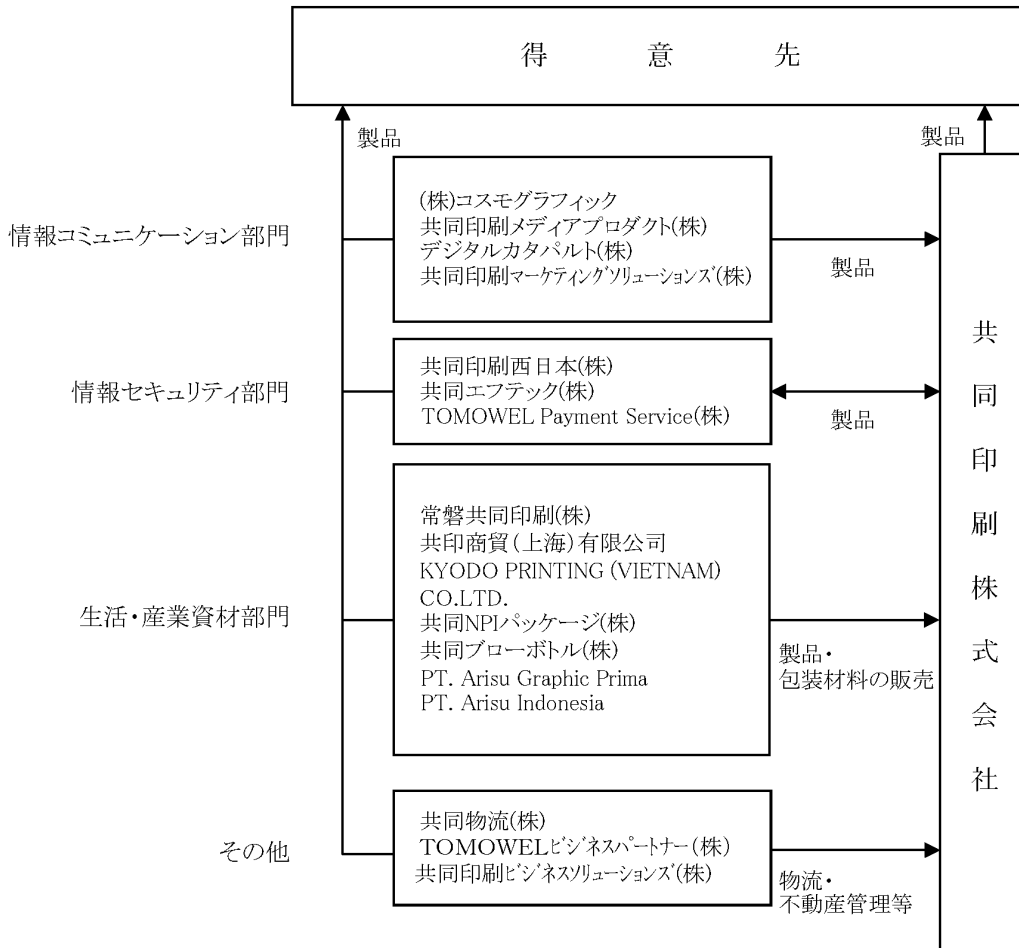 得意先
製品
製品
情報コミュニケーション部門
(株)コスモグラフィック
共同印刷メディアプロダクト(株)
デジタルカタパルト(株)
共同印刷マーケティングソリューションズ(株)
製品
情報セキュリティ部門
共同印刷西日本(株)
共同エフテック(株)
TOMOWEL Payment Service(株)
製品
生活・産業資材部門
常磐共同印刷(株)
共印商貿(上海)有限公司
KYODO PRINTING (VIETNAM)
CO.LTD.
共同NPIパッケージ(株)
共同ブローボトル(株)
PT. Arisu Graphic Prima
PT. Arisu Indonesia
製品・
包装材料の販売
その他
共同物流(株)
TOMOWELビジネスパートナー(株)
共同印刷ビジネスソリューションズ(株)
物流・
不動産管理等
共同印刷株式会社